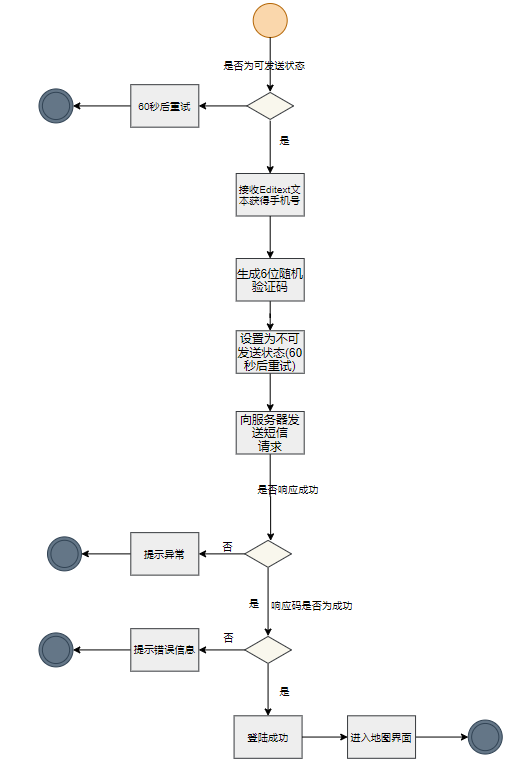 是否为可发送状态
60秒后重试
是
接收Editext文
本获得手机号
生成6位随机
验证码
设置为不可
发送状态(60
秒后重试)
向服务器发
送短信
请求
是否响应成功
否
提示异常
是
响应码是否为成功
否
提示错误信息
是
登陆成功
进入地图界面